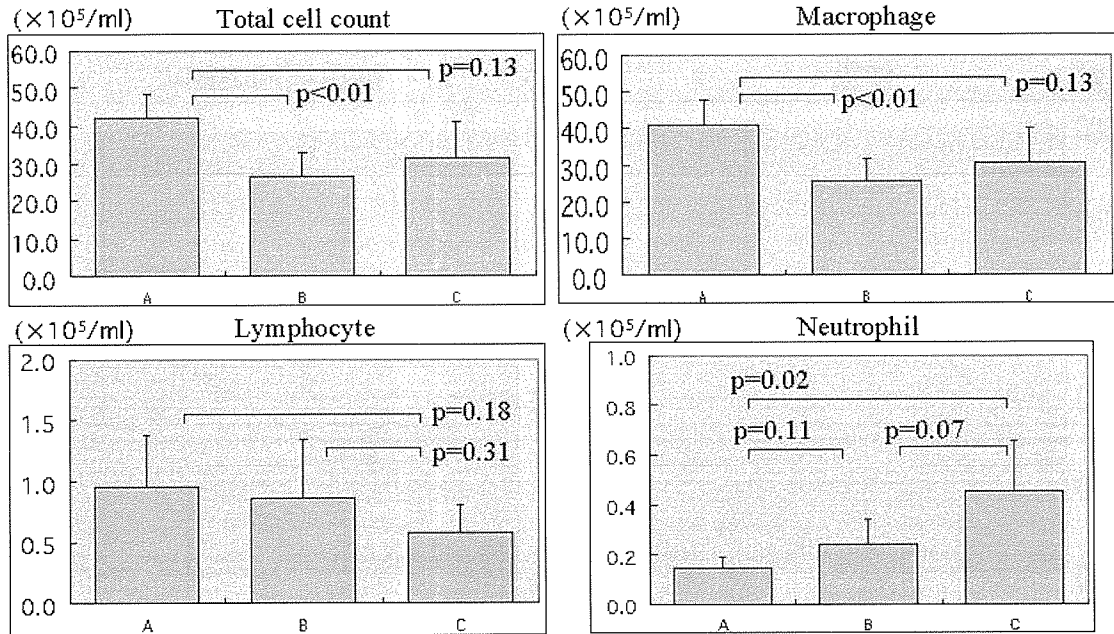 (×10⁵/ml) Total cell count
60.0
50.0
40.0
30.0
20.0
10.0
0.0
p=0.13
p<0.01
A B C
(×10⁵/ml) Macrophage
60.0
50.0
40.0
30.0
20.0
10.0
0.0
p=0.13
p<0.01
A B C
(×10⁵/ml) Lymphocyte
2.0
1.5
1.0
0.5
0.0
p=0.18
p=0.31
A B C
(×10⁵/ml) Neutrophil
1.0
0.8
0.6
0.4
0.2
0.0
p=0.02
p=0.11 p=0.07
A B C